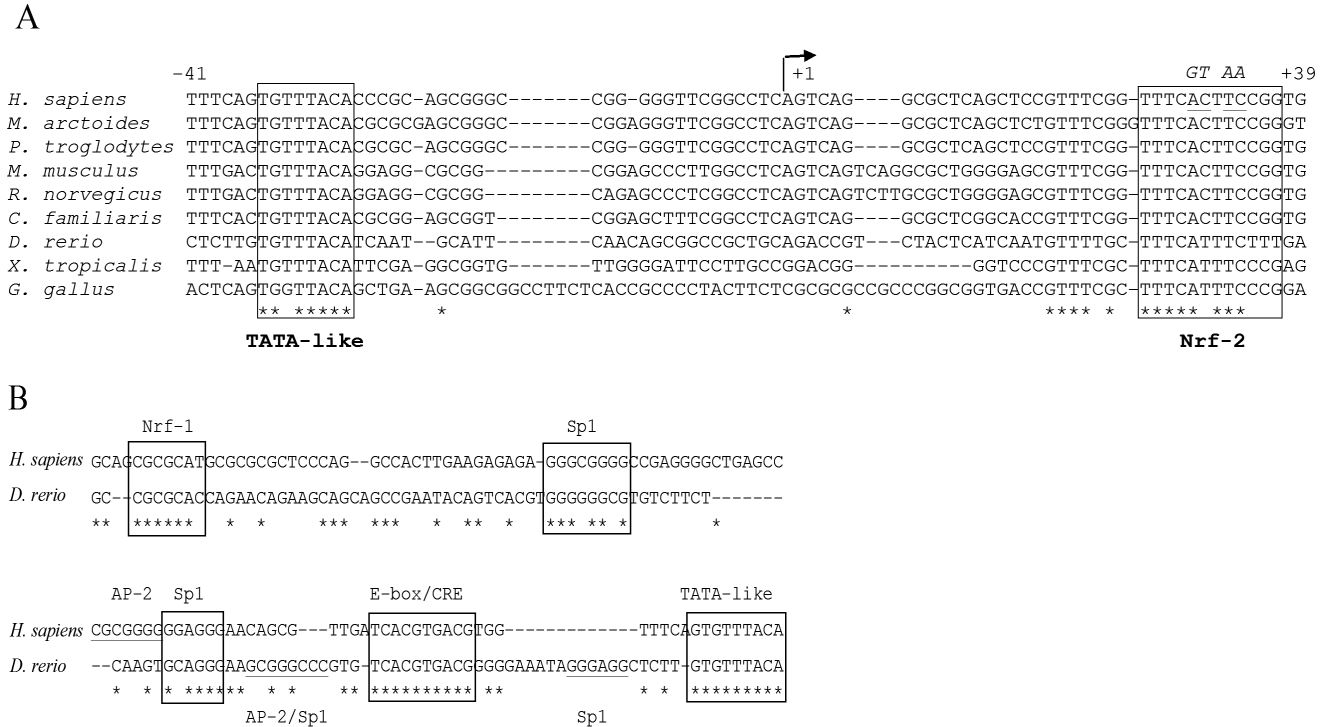 A
-41 +1 GT AA +39
H. sapiens TTTCAGTGTTTACACCCGC-AGCGGGC-------CGG-GGGTTCGGCCTCAGTCAG----GCGCTCAGCTCCGTTTCGG-TTTCACTTCCGGTG
M. arctoides TTTCAGTGTTTACACGCGCGAGCGGGC-------CGGAGGGTTCGGCCTCAGTCAG----GCGCTCAGCTCTGTTTCGGGTTTCACTTCCGGGT
P. troglodytes TTTCAGTGTTTACACGCGC-AGCGGGC-------CGG-GGGTTCGGCCTCAGTCAG----GCGCTCAGCTCCGTTTCGG-TTTCACTTCCGGTG
M. musculus TTTGACTGTTTACAGGAGG-CGCGG---------CGGAGCCCTTGGCCTCAGTCAGTCAGGCGCTGGGGAGCGTTTCGG-TTTCACTTCCGGTG
R. norvegicus TTTGACTGTTTACAGGAGG-CGCGG---------CAGAGCCCTCGGCCTCAGTCAGTCTTGCGCTGGGGAGCGTTTCGG-TTTCACTTCCGGTG
C. familiaris TTTCACTGTTTACACGCGG-AGCGGT--------CGGAGCTTTCGGCCTCAGTCAG----GCGCTCGGCACCGTTTCGG-TTTCACTTCCGGTG
D. rerio CTCTTGTGTTTACATCAAT--GCATT--------CAACAGCGGCCGCTGCAGACCGT---CTACTCATCAATGTTTTGC-TTTCATTTCTTTGA
X. tropicalis TTT-AATGTTTACATTCGA-GGCGGTG-------TTGGGGATTCCTTGCCGGACGG----------GGTCCCGTTTCGC-TTTCATTTCCCGAG
G. gallus ACTCAGTGGTTACAGCTGA-AGCGGCGGCCTTCTCACCGCCCCTACTTCTCGCGCGCCGCCCGGCGGTGACCGTTTCGC-TTTCATTTCCCGGA
** ***** * * **** * ***** ***
TATA-like Nrf-2
B
Nrf-1 Sp1
H. sapiens GCAGCGCGCATGCGCGCGCTCCCAG--GCCACTTGAAGAGAGA-GGGCGGGGCCGAGGGGCTGAGCC
D. rerio GC--CGCGCACCAGAACAGAAGCAGCAGCCGAATACAGTCACGTGGGGGGCGTGTCTTCT-------
** ****** * * *** *** * ** * *** ** * *
AP-2 Sp1 E-box/CRE TATA-like
H. sapiens CGCGGGGGGAGGGAACAGCG---TTGATCACGTGACGTGG-------------TTTCAGTGTTTACA
D. rerio --CAAGTGCAGGGAAGCGGGCCCGTG-TCACGTGACGGGGGAAATAGGGAGGCTCTT-GTGTTTACA
* * * ****** * * ** ********** ** * * *********
AP-2/Sp1 Sp1